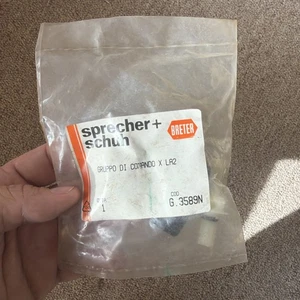 sprecher+
schuh
BRETER
GRUPPO DI COMANDO X LA2
COD.
1
G.3589N